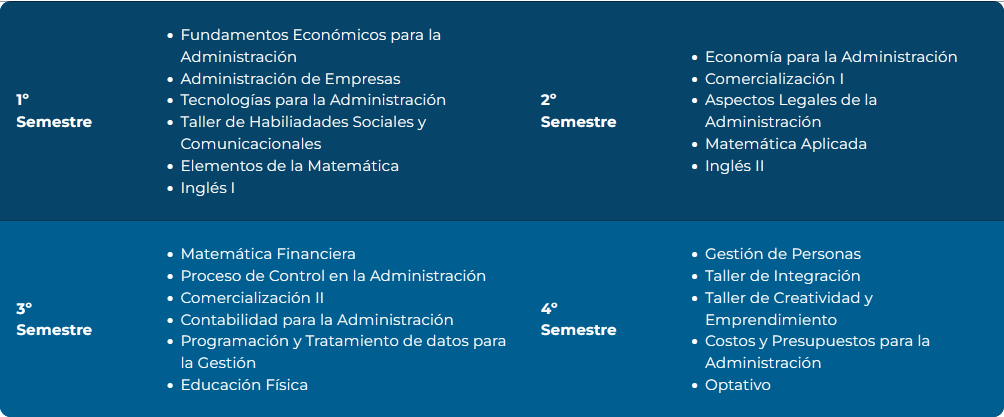 1º
Semestre
• Fundamentos Económicos para la
Administración
• Administración de Empresas
• Tecnologías para la Administración
• Taller de Habiliadades Sociales y
Comunicacionales
• Elementos de la Matemática
• Inglés I
2º
Semestre
• Economía para la Administración
• Comercialización I
• Aspectos Legales de la
Administración
• Matemática Aplicada
• Inglés II
3º
Semestre
• Matemática Financiera
• Proceso de Control en la Administración
• Comercialización II
• Contabilidad para la Administración
• Programación y Tratamiento de datos para
la Gestión
• Educación Física
4º
Semestre
• Gestión de Personas
• Taller de Integración
• Taller de Creatividad y
Emprendimiento
• Costos y Presupuestos para la
Administración
• Optativo